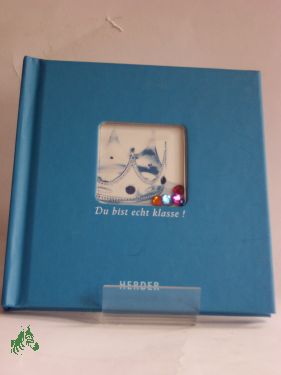 Du bist echt klasse !
HERDER